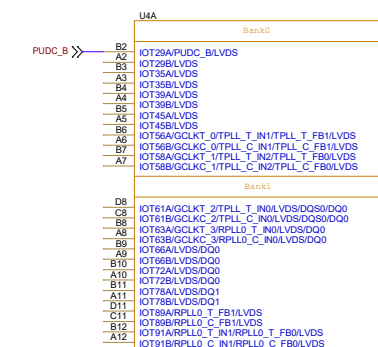 U4A
Bank0
PUDC_B
B2 IOT29A/PUDC_B/LVDS
A2 IOT29B/LVDS
B3 IOT35A/LVDS
A3 IOT35B/LVDS
B4 IOT39A/LVDS
A4 IOT39B/LVDS
B5 IOT45A/LVDS
A5 IOT45B/LVDS
B6 IOT56A/GCLKT_0/TPLL_T_IN1/TPLL_T_FB1/LVDS
A6 IOT56B/GCLKC_0/TPLL_C_IN1/TPLL_C_FB1/LVDS
B7 IOT58A/GCLKT_1/TPLL_T_IN2/TPLL_T_FB0/LVDS
A7 IOT58B/GCLKC_1/TPLL_C_IN2/TPLL_C_FB0/LVDS
Bank1
D8 IOT61A/GCLKT_2/TPLL_T_IN0/LVDS/DQS0/DQ0
C8 IOT61B/GCLKC_2/TPLL_C_IN0/LVDS/DQS0/DQ0
B8 IOT63A/GCLKT_3/RPLL0_T_IN0/LVDS/DQ0
A8 IOT63B/GCLKC_3/RPLL0_C_IN0/LVDS/DQ0
B9 IOT66A/LVDS/DQ0
A9 IOT66B/LVDS/DQ0
B10 IOT72A/LVDS/DQ0
A10 IOT72B/LVDS/DQ0
B11 IOT78A/LVDS/DQ1
A11 IOT78B/LVDS/DQ1
D11 IOT89A/RPLL0_T_FB1/LVDS
C11 IOT89B/RPLL0_C_FB1/LVDS
B12 IOT91A/RPLL0_T_IN1/RPLL0_T_FB0/LVDS
A12 IOT91B/RPLL0_C_IN1/RPLL0_C_FB0/LVDS